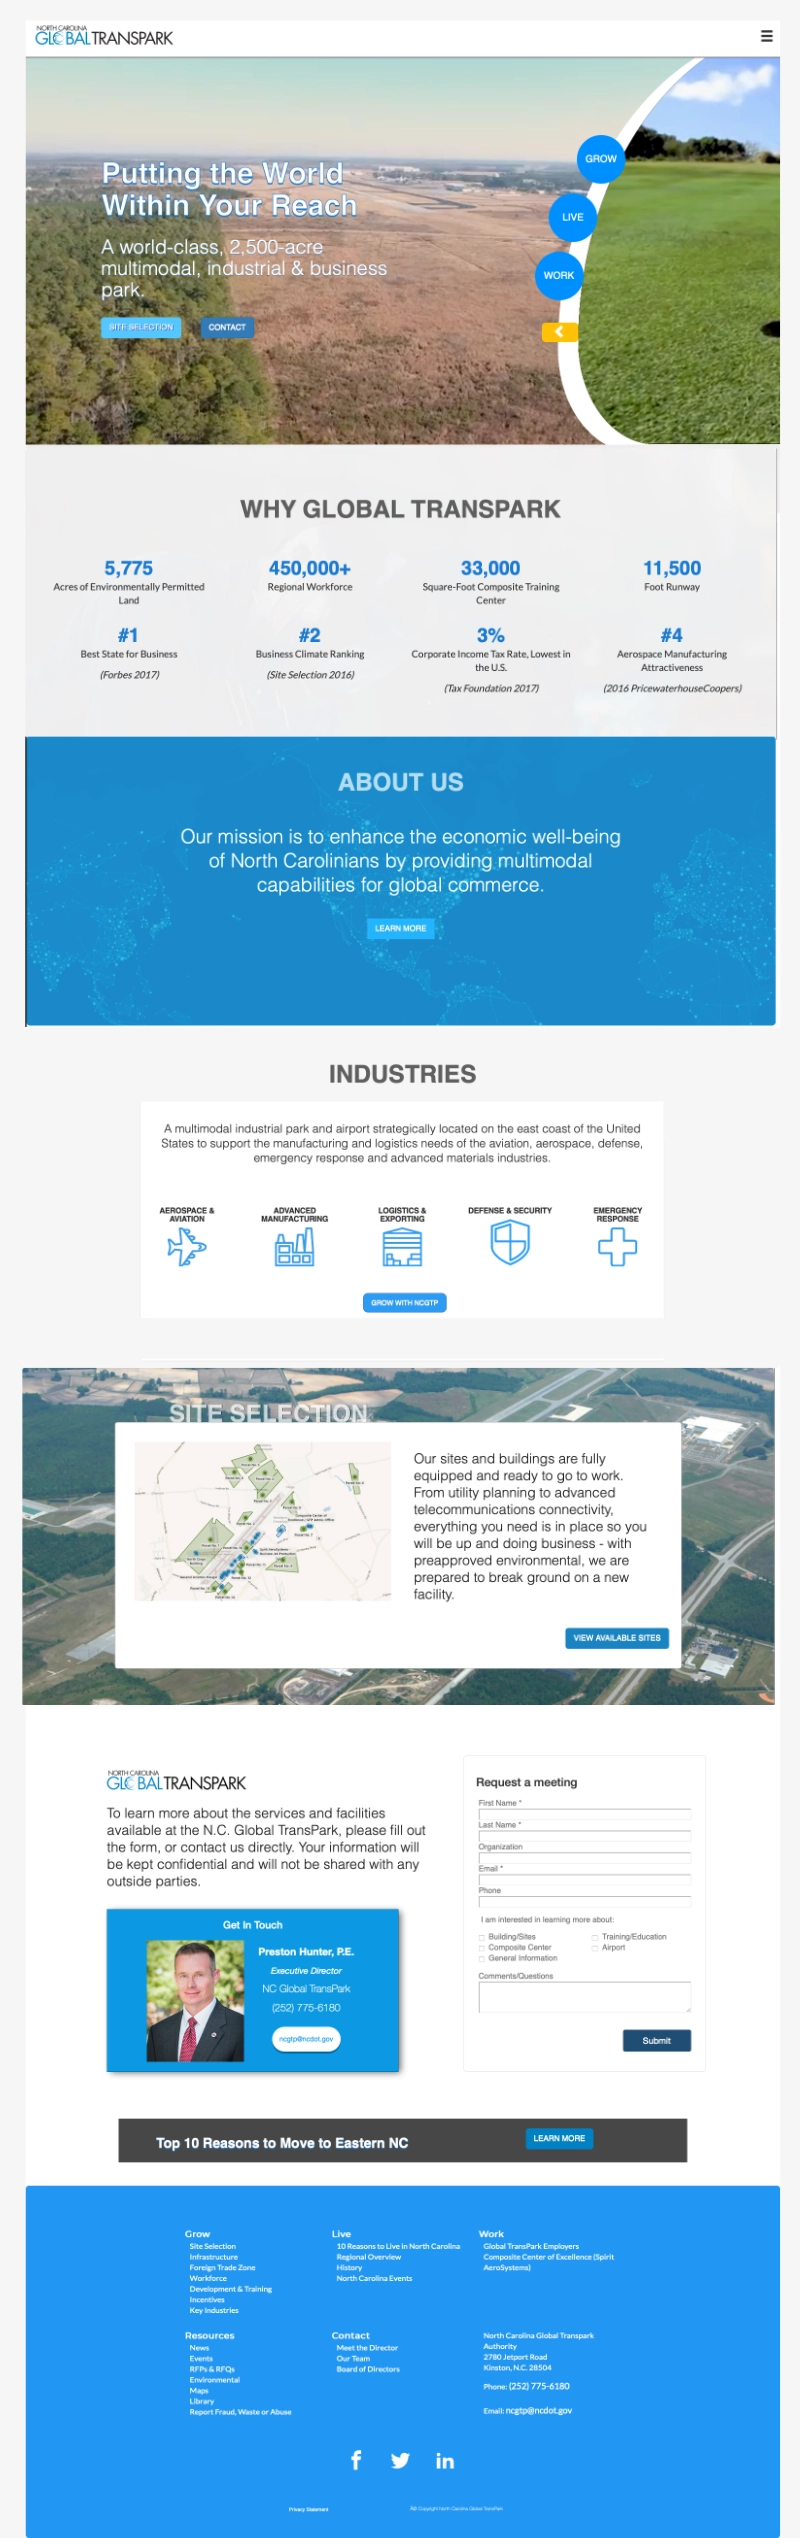 NORTH CAROLINA
GLOBALTRANSPARK
Putting the World
Within Your Reach
A world-class, 2,500-acre
multimodal, industrial & business
park.
SITE SELECTION
CONTACT
GROW
LIVE
WORK
WHY GLOBAL TRANSPARK
5,775
Acres of Environmentally Permitted
Land
450,000+
Regional Workforce
33,000
Square-Foot Composite Training
Center
11,500
Foot Runway
#1
Best State for Business
(Forbes 2017)
#2
Business Climate Ranking
(Site Selection 2016)
3%
Corporate Income Tax Rate, Lowest in
the U.S.
(Tax Foundation 2017)
#4
Aerospace Manufacturing
Attractiveness
(2016 PricewaterhouseCoopers)
ABOUT US
Our mission is to enhance the economic well-being
of North Carolinians by providing multimodal
capabilities for global commerce.
LEARN MORE
INDUSTRIES
A multimodal industrial park and airport strategically located on the east coast of the United
States to support the manufacturing and logistics needs of the aviation, aerospace, defense,
emergency response and advanced materials industries.
AEROSPACE &
AVIATION
ADVANCED
MANUFACTURING
LOGISTICS &
EXPORTING
DEFENSE & SECURITY
EMERGENCY
RESPONSE
GROW WITH NCGTP
SITE SELECTION
Our sites and buildings are fully
equipped and ready to go to work.
From utility planning to advanced
telecommunications connectivity,
everything you need is in place so you
will be up and doing business - with
preapproved environmental, we are
prepared to break ground on a new
facility.
VIEW AVAILABLE SITES
NORTH CAROLINA
GLOBALTRANSPARK
To learn more about the services and facilities
available at the N.C. Global TransPark, please fill out
the form, or contact us directly. Your information will
be kept confidential and will not be shared with any
outside parties.
Get In Touch
Preston Hunter, P.E.
Executive Director
NC Global TransPark
(252) 775-6180
ncgtp@ncdot.gov
Request a meeting
First Name *
Last Name *
Organization
Email *
Phone
I am interested in learning more about:
Building/Sites
Training/Education
Composite Center
Airport
General Information
Comments/Questions
Submit
Top 10 Reasons to Move to Eastern NC
LEARN MORE
Grow
Site Selection
Infrastructure
Foreign Trade Zone
Workforce
Development & Training
Incentives
Key Industries
Live
10 Reasons to Live in North Carolina
Regional Overview
History
North Carolina Events
Work
Global TransPark Employers
Composite Center of Excellence (Spirit
AeroSystems)
Resources
News
Events
RFPs & RFQs
Environmental
Maps
Library
Report Fraud, Waste or Abuse
Contact
Meet the Director
Our Team
Board of Directors
North Carolina Global Transpark
Authority
2780 Jetport Road
Kinston, N.C. 28504
Phone: (252) 775-6180
Email: ncgtp@ncdot.gov
Privacy Statement
Â© Copyright North Carolina Global TransPark